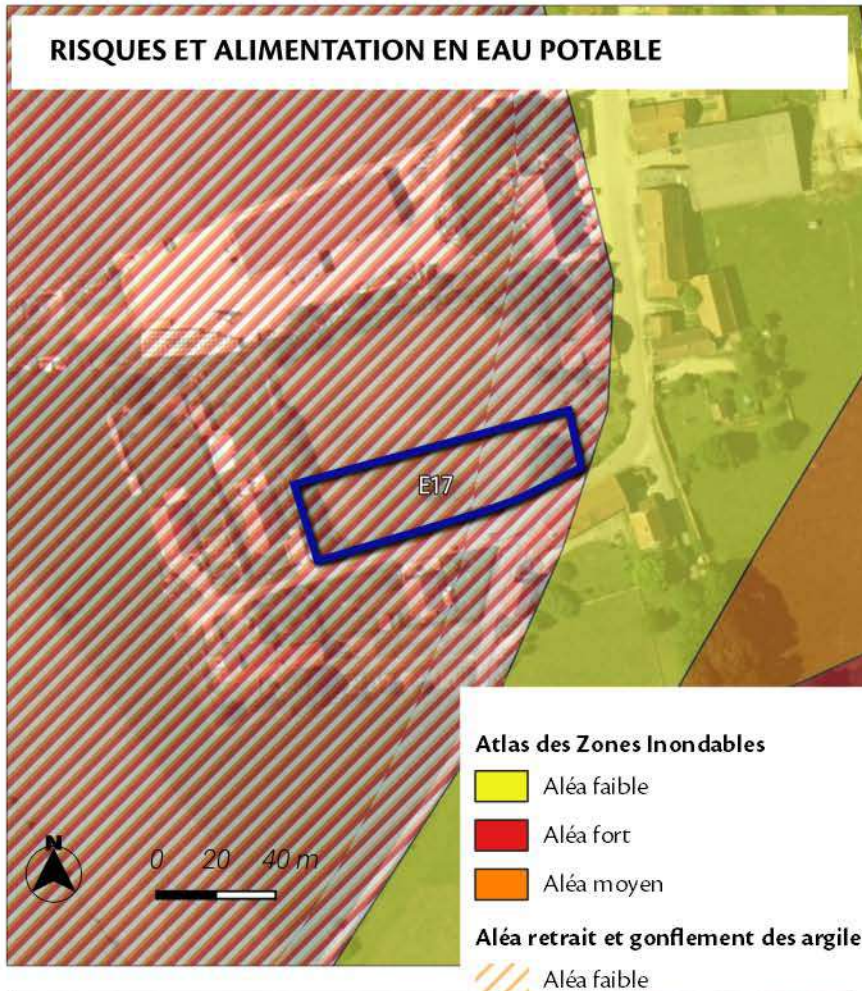 RISQUES ET ALIMENTATION EN EAU POTABLE
E17
N
0 20 40 m
Atlas des Zones Inondables
Aléa faible
Aléa fort
Aléa moyen
Aléa retrait et gonflement des argile
Aléa faible